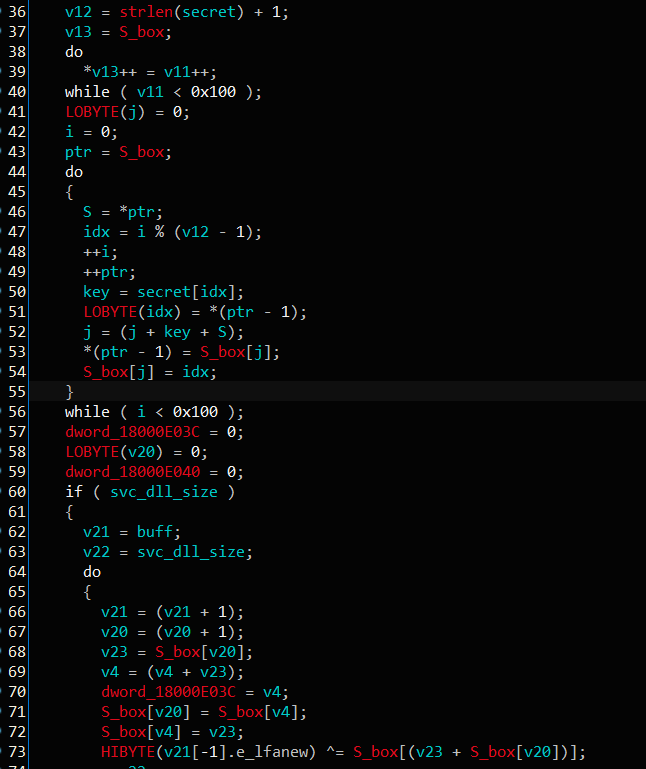 36 v12 = strlen(secret) + 1;
37 v13 = S_box;
38 do
39 *v13++ = v11++;
40 while ( v11 < 0x100 );
41 LOBYTE(j) = 0;
42 i = 0;
43 ptr = S_box;
44 do
45 {
46 S = *ptr;
47 idx = i % (v12 - 1);
48 ++i;
49 ++ptr;
50 key = secret[idx];
51 LOBYTE(idx) = *(ptr - 1);
52 j = (j + key + S);
53 *(ptr - 1) = S_box[j];
54 S_box[j] = idx;
55 }
56 while ( i < 0x100 );
57 dword_18000E03C = 0;
58 LOBYTE(v20) = 0;
59 dword_18000E040 = 0;
60 if ( svc_dll_size )
61 {
62 v21 = buff;
63 v22 = svc_dll_size;
64 do
65 {
66 v21 = (v21 + 1);
67 v20 = (v20 + 1);
68 v23 = S_box[v20];
69 v4 = (v4 + v23);
70 dword_18000E03C = v4;
71 S_box[v20] = S_box[v4];
72 S_box[v4] = v23;
73 HIBYTE(v21[-1].e_lfanew) ^= S_box[(v23 + S_box[v20])];